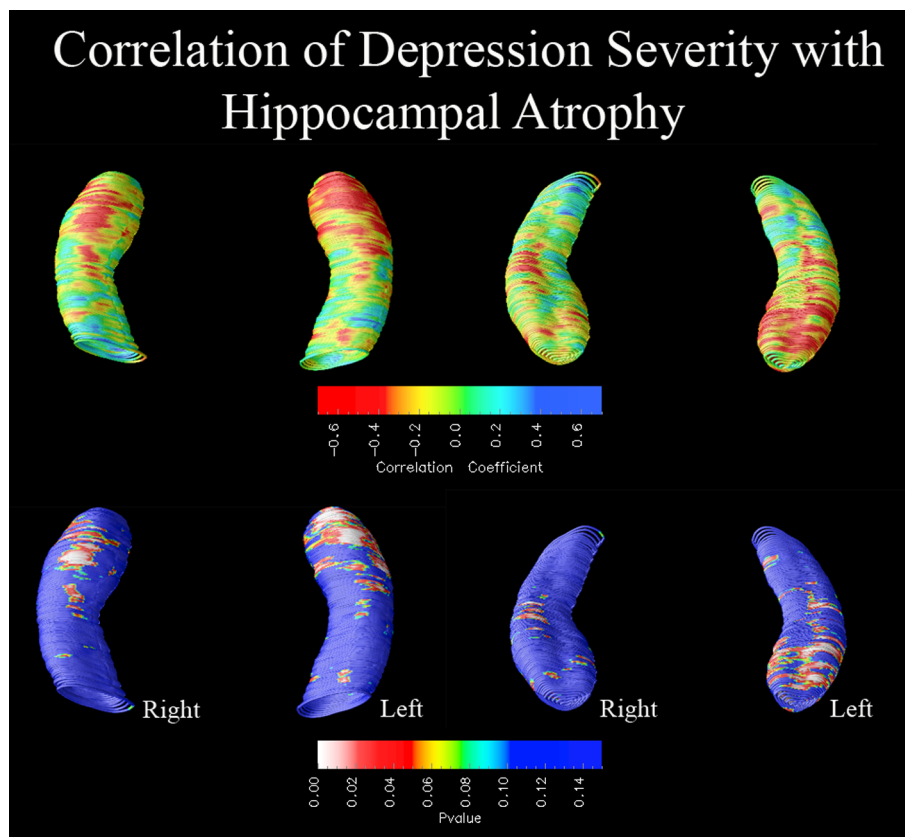 Correlation of Depression Severity with
Hippocampal Atrophy
-0.6 -0.4 -0.2 0.0 0.2 0.4 0.6
Correlation Coefficient
Right Left Right Left
0.00 0.02 0.04 0.06 0.08 0.10 0.12 0.14
Pvalue